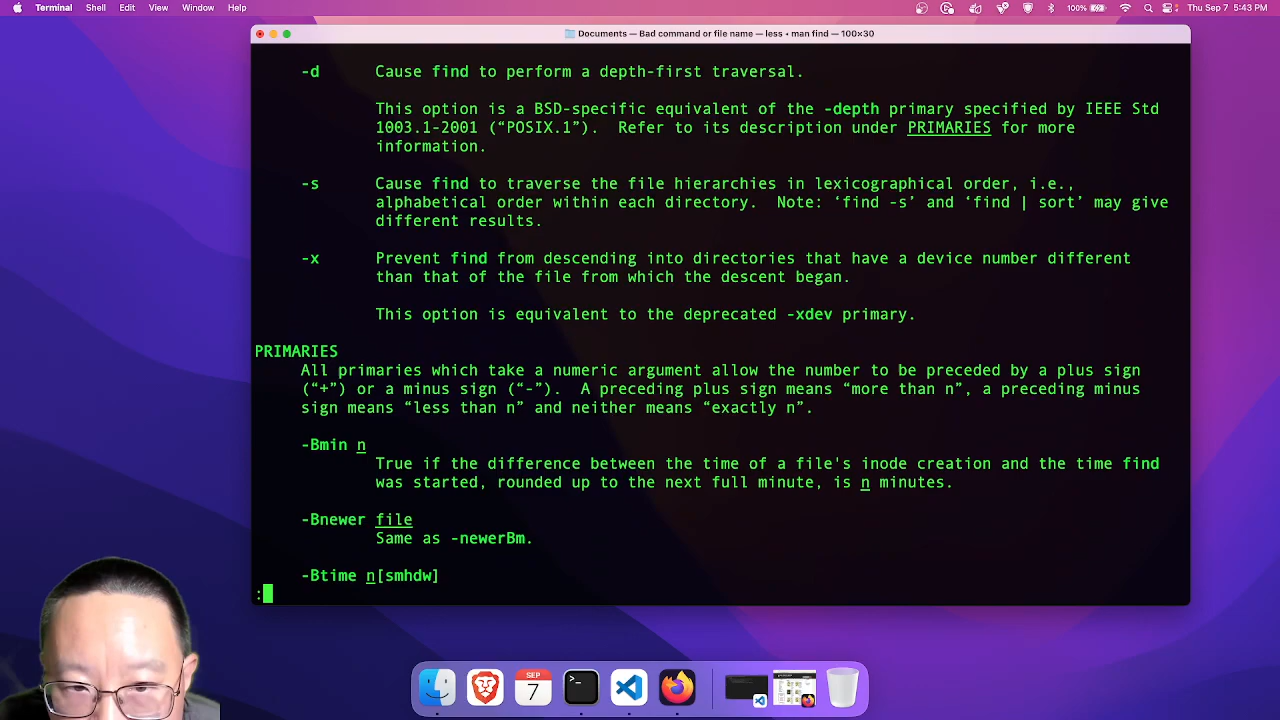 Terminal Shell Edit View Window Help 100% Thu Sep 7 5:43 PM
Documents — Bad command or file name — less • man find — 100×30
-d Cause find to perform a depth-first traversal.
This option is a BSD-specific equivalent of the -depth primary specified by IEEE Std
1003.1-2001 (“POSIX.1”). Refer to its description under PRIMARIES for more
information.
-s Cause find to traverse the file hierarchies in lexicographical order, i.e.,
alphabetical order within each directory. Note: ‘find -s’ and ‘find | sort’ may give
different results.
-x Prevent find from descending into directories that have a device number different
than that of the file from which the descent began.
This option is equivalent to the deprecated -xdev primary.
PRIMARIES
All primaries which take a numeric argument allow the number to be preceded by a plus sign
(“+”) or a minus sign (“-”). A preceding plus sign means “more than n”, a preceding minus
sign means “less than n” and neither means “exactly n”.
-Bmin n
True if the difference between the time of a file's inode creation and the time find
was started, rounded up to the next full minute, is n minutes.
-Bnewer file
Same as -newerBm.
-Btime n[smhdw]
:
SEP
7
>_